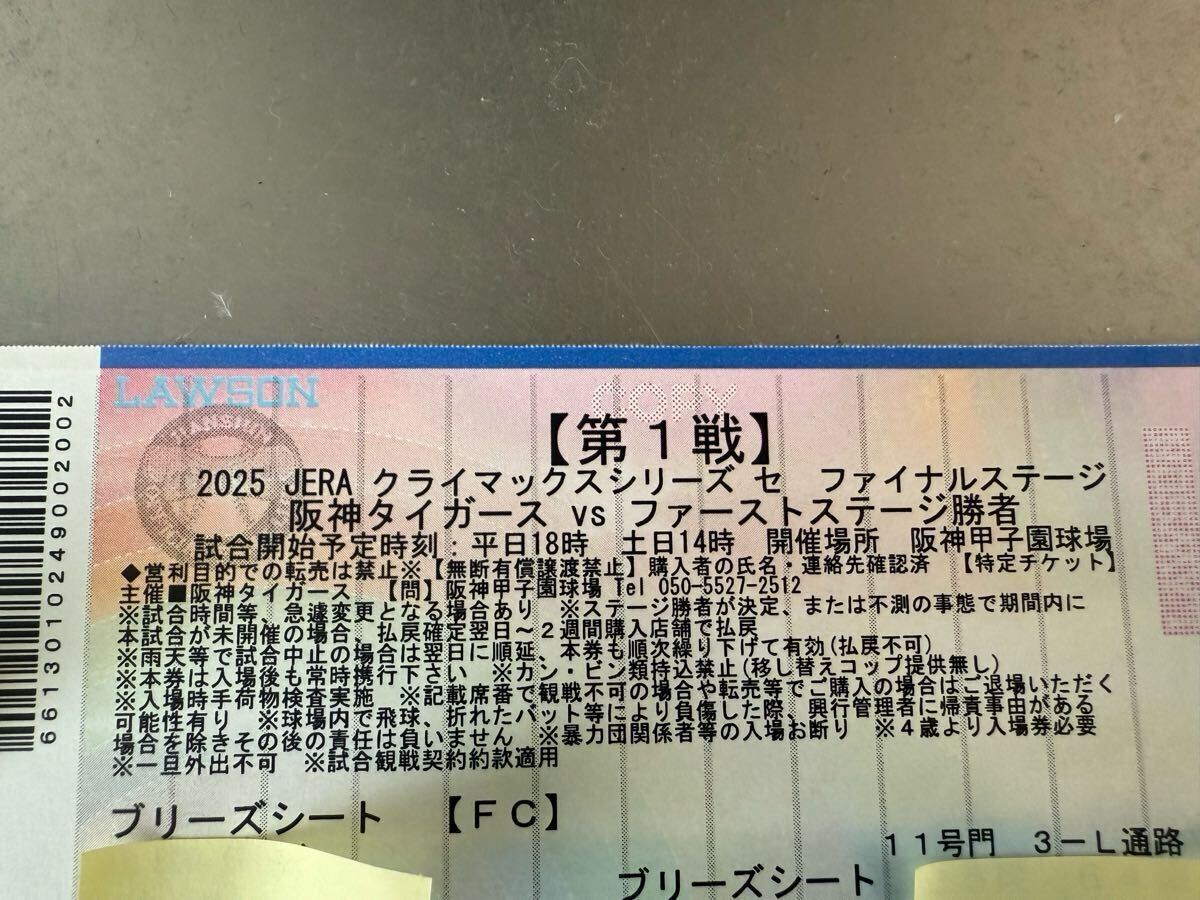 LAWSON
COPY
HANSHIN
【第1戦】
2025 JERA クライマックスシリーズ セ　ファイナルステージ
阪神タイガース vs ファーストステージ勝者
試合開始予定時刻：平日18時　土日14時　開催場所　阪神甲子園球場
◆営利目的での転売は禁止※【無断有償譲渡禁止】購入者の氏名・連絡先確認済　【特定チケット】
主催■阪神タイガース　【問】阪神甲子園球場 Tel 050-5527-2512
※試合時間等、急遽変更となる場合あり　※ステージ勝者が決定、または不測の事態で期間内に
本試合が未開催の場合、払戻確定翌日～2週間購入店舗で払戻
※雨天等で試合中止の場合は翌日に順延、本券も順次繰り下げて有効(払戻不可)
※本券は入場後も常時携行下さい　※カン・ビン類持込禁止(移し替えコップ提供無し)
※入場時手荷物検査実施　※記載席番で観戦不可の場合や転売等でご購入の場合はご退場いただく
可能性有り　※球場内で飛球、折れたバット等により負傷した際、興行管理者に帰責事由がある
場合を除きその後の責任は負いません　※暴力団関係者等の入場お断り　※4歳より入場券必要
※一旦外出不可　※試合観戦契約約款適用
ブリーズシート　【ＦＣ】
11号門　3－L通路
ブリーズシート
6613010249002002